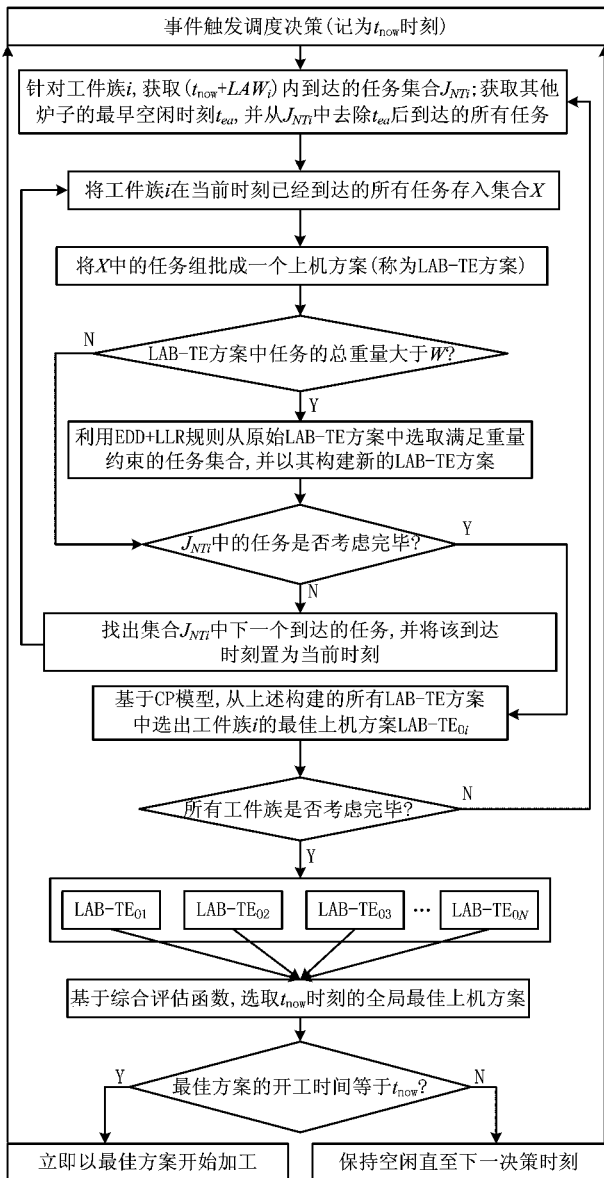 事件触发调度决策(记为tnow时刻)
针对工件族i,获取(tnow+LAWi)内到达的任务集合JNTi;获取其他
炉子的最早空闲时刻tea,并从JNTi中去除tea后到达的所有任务
将工件族i在当前时刻已经到达的所有任务存入集合X
将X中的任务组批成一个上机方案(称为LAB-TE方案)
N
LAB-TE方案中任务的总重量大于W?
Y
利用EDD+LLR规则从原始LAB-TE方案中选取满足重量
约束的任务集合,并以其构建新的LAB-TE方案
JNTi中的任务是否考虑完毕?
Y
N
找出集合JNTi中下一个到达的任务,并将该到达
时刻置为当前时刻
基于CP模型,从上述构建的所有LAB-TE方案
中选出工件族i的最佳上机方案LAB-TE0i
所有工件族是否考虑完毕?
N
Y
LAB-TE01 LAB-TE02 LAB-TE03 … LAB-TE0N
基于综合评估函数,选取tnow时刻的全局最佳上机方案
Y
最佳方案的开工时间等于tnow?
N
立即以最佳方案开始加工
保持空闲直至下一决策时刻